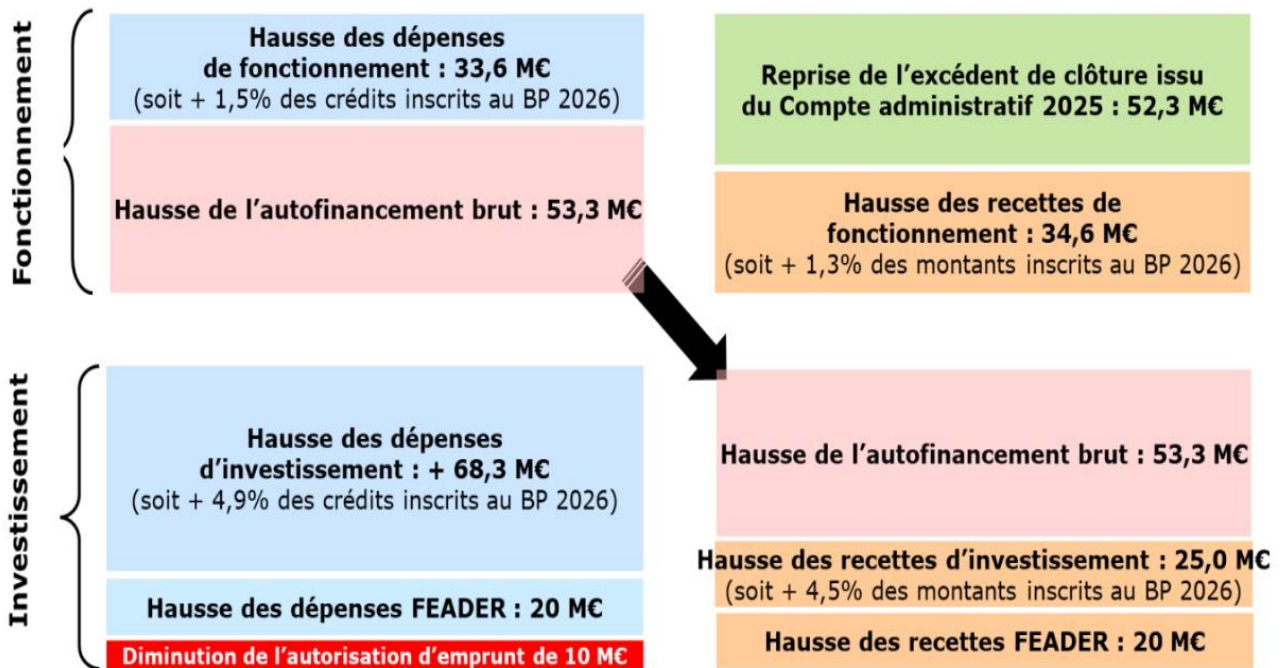 Fonctionnement
Hausse des dépenses
de fonctionnement : 33,6 M€
(soit + 1,5% des crédits inscrits au BP 2026)
Hausse de l’autofinancement brut : 53,3 M€
Reprise de l’excédent de clôture issu
du Compte administratif 2025 : 52,3 M€
Hausse des recettes de
fonctionnement : 34,6 M€
(soit + 1,3% des montants inscrits au BP 2026)
Investissement
Hausse des dépenses
d’investissement : + 68,3 M€
(soit + 4,9% des crédits inscrits au BP 2026)
Hausse des dépenses FEADER : 20 M€
Diminution de l’autorisation d’emprunt de 10 M€
Hausse de l’autofinancement brut : 53,3 M€
Hausse des recettes d’investissement : 25,0 M€
(soit + 4,5% des montants inscrits au BP 2026)
Hausse des recettes FEADER : 20 M€